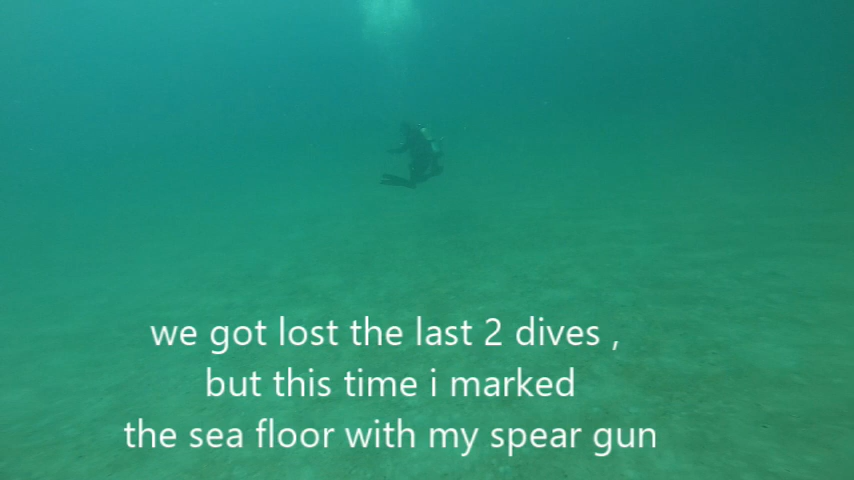 we got lost the last 2 dives ,
but this time i marked
the sea floor with my spear gun